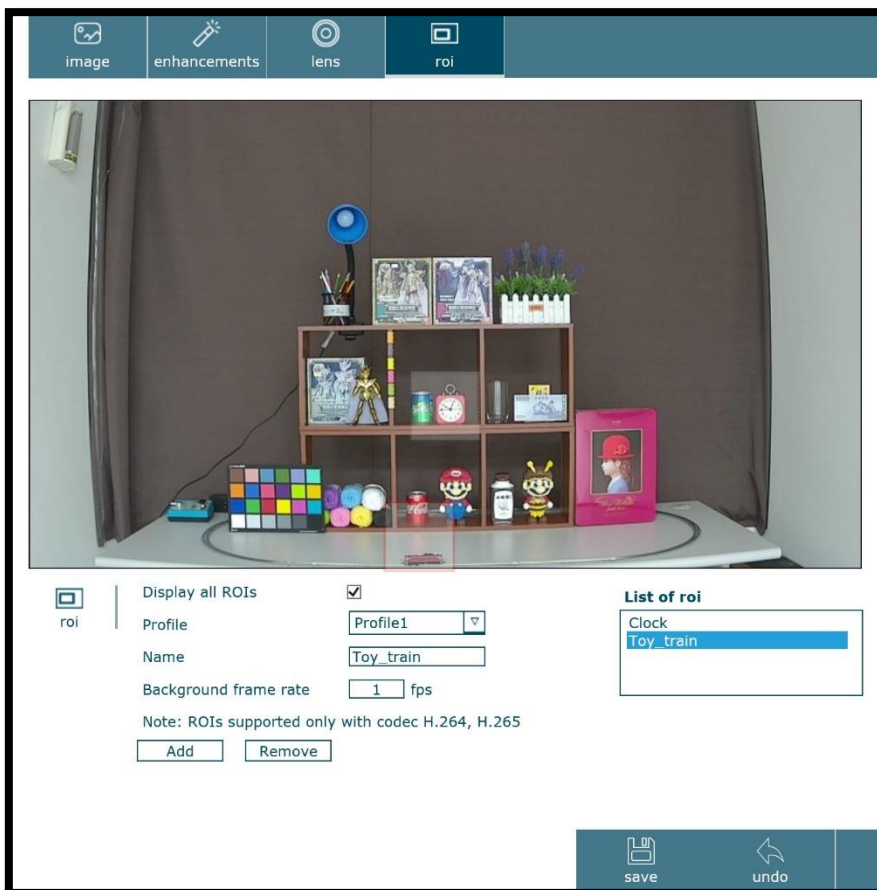 image
enhancements
lens
roi
Display all ROIs
Profile
Profile1
Name
Toy_train
Background frame rate
1
fps
Note: ROIs supported only with codec H.264, H.265
Add
Remove
roi
List of roi
Clock
Toy_train
save
undo